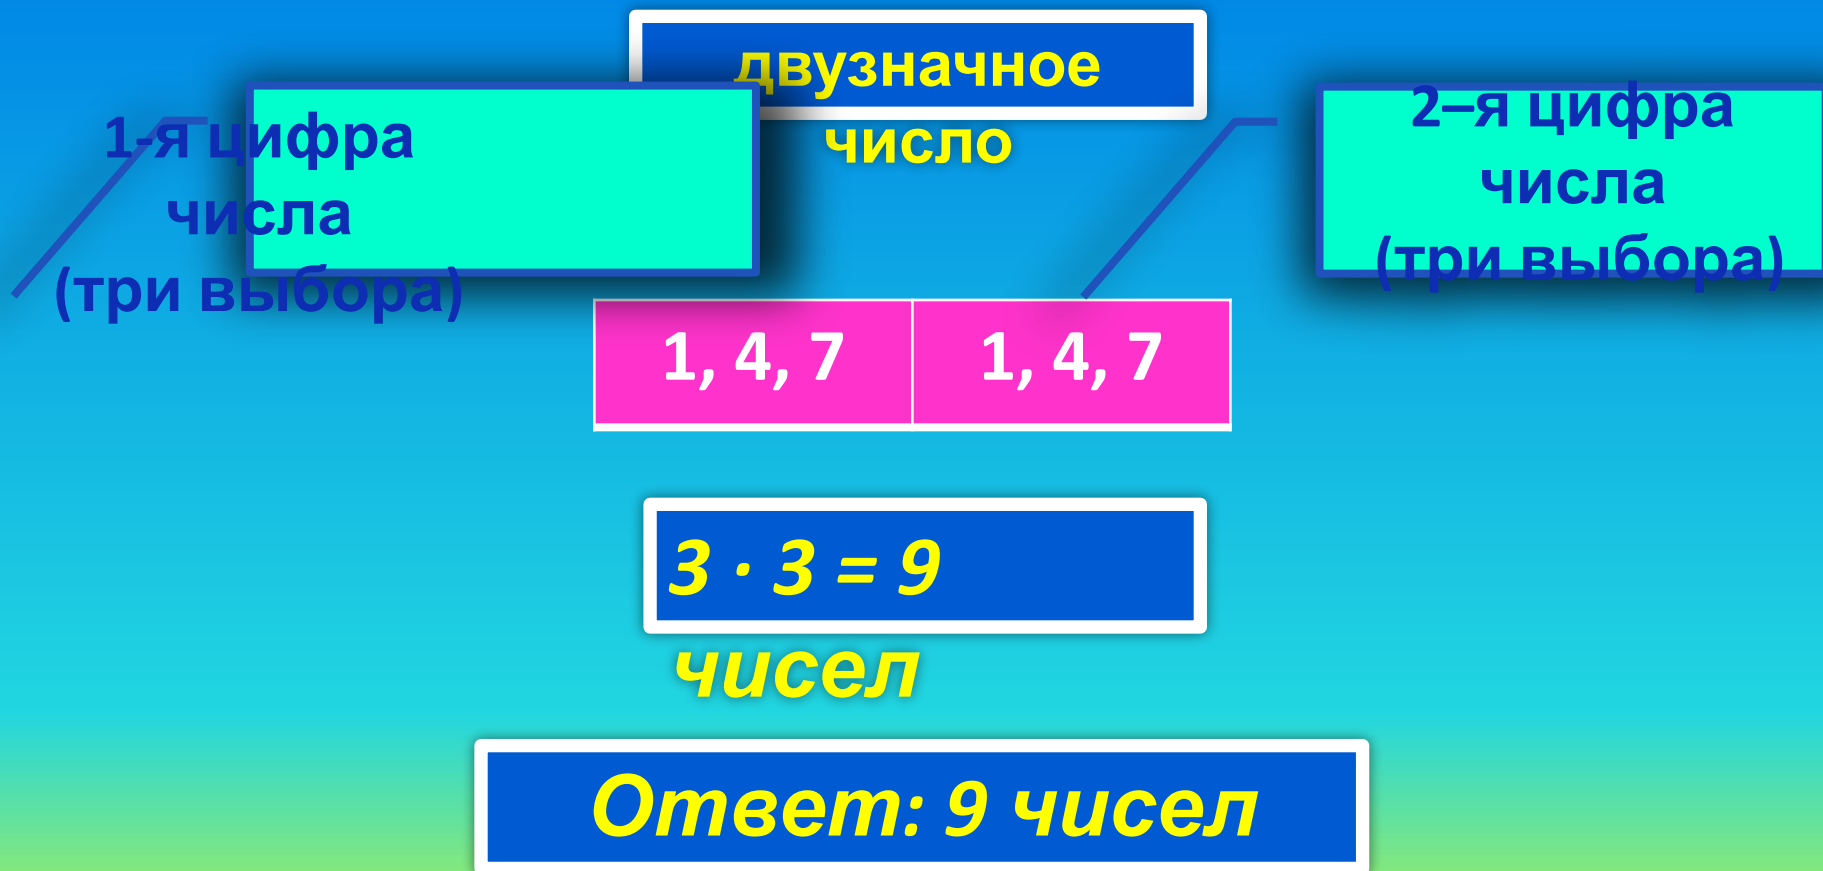 двузначное
число
1-я цифра
числа
(три выбора)
2–я цифра
числа
(три выбора)
1, 4, 7
1, 4, 7
3 · 3 = 9
чисел
Ответ: 9 чисел